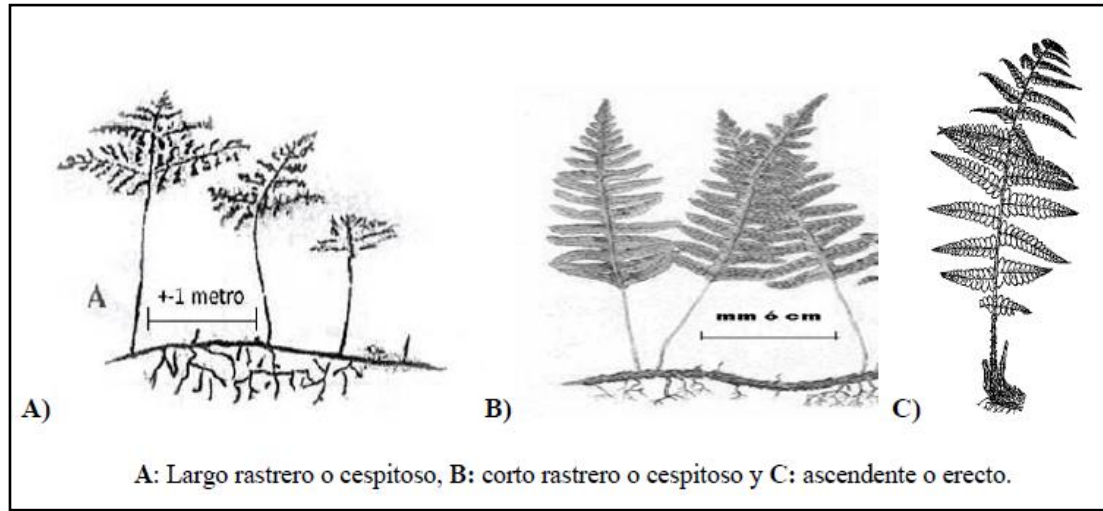 A
+-1 metro
mm ó cm
A)
B)
C)
A: Largo rastrero o cespitoso, B: corto rastrero o cespitoso y C: ascendente o erecto.